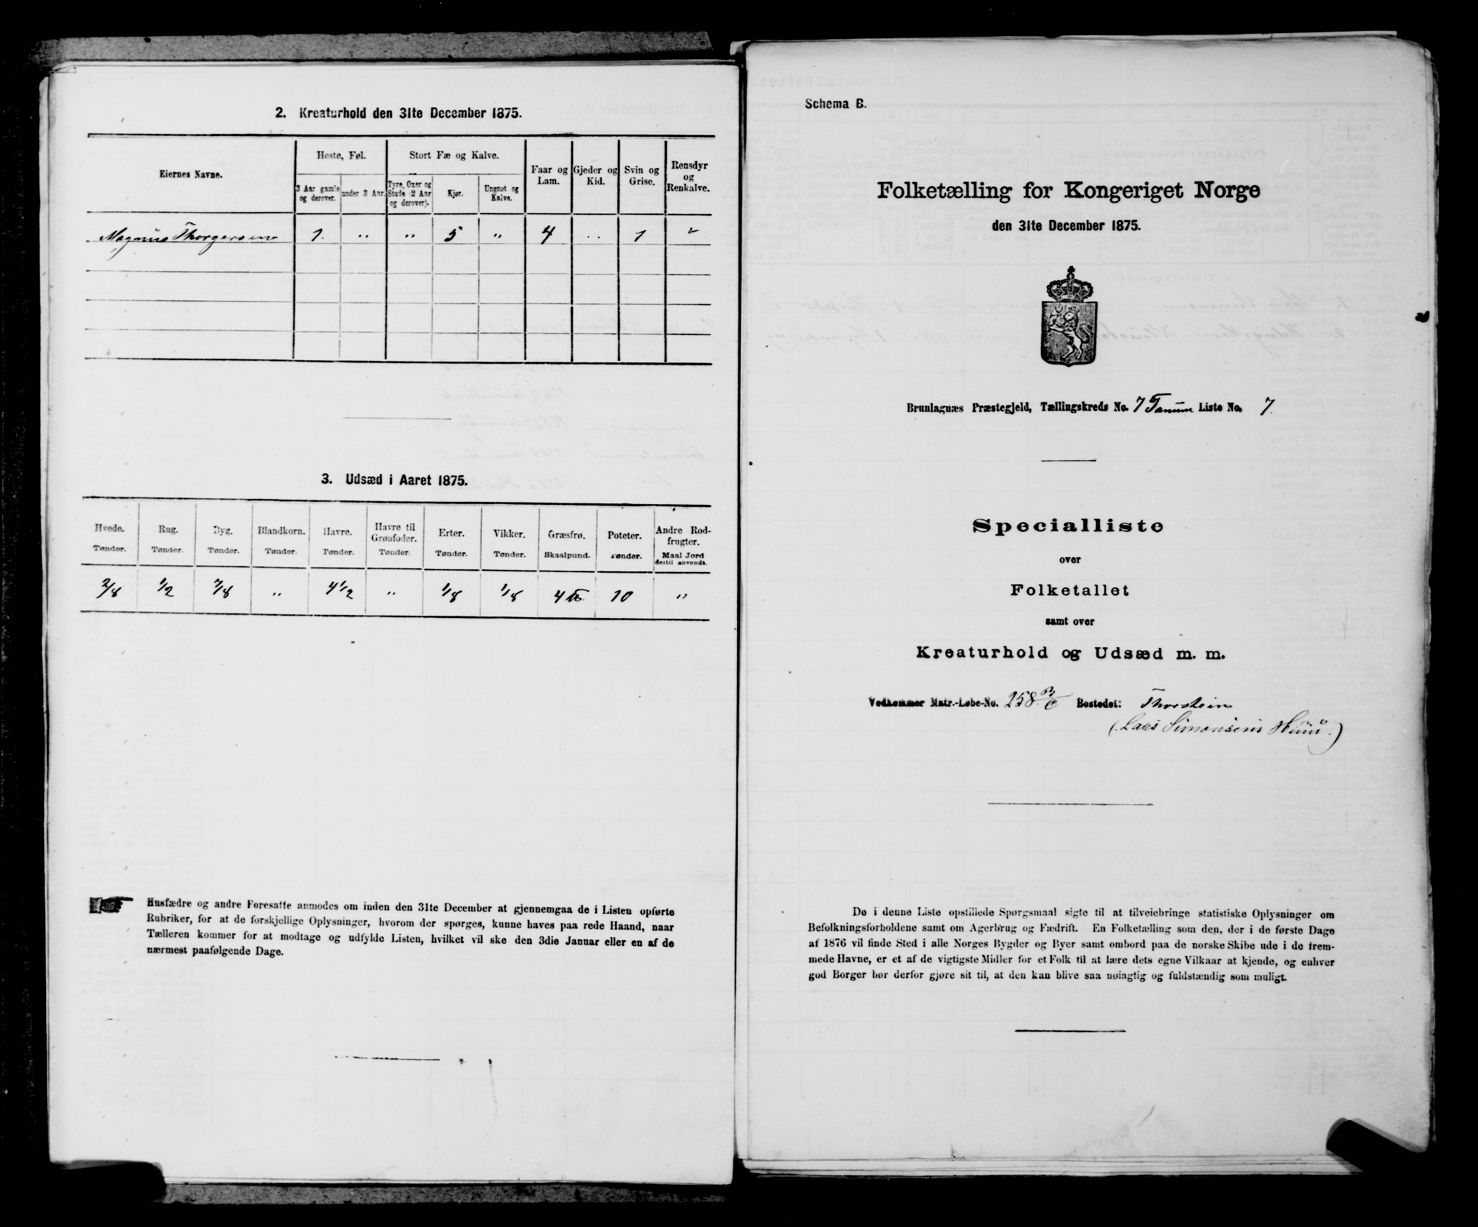 2. Kreaturhold den 31te December 1875.
Eiernes Navne.
Heste, Føl.
Stort Fæ og Kalve.
Faar og Lam.
Gjeder og Kid.
Svin og Grise.
Rensdyr og Renkalve.
3 Aar gamle og derover.
under 3 Aar.
Tyre, Oxer og Stude (2 Aar og derover).
Kjør.
Ungnøt og Kalve.
Magnus Thorgersen 1 " " 5 " 4 .. 1 "
3. Udsæd i Aaret 1875.
Hvede. Rug. Byg. Blandkorn. Havre. Havre til Grønfoder. Erter. Vikker. Græsfrø. Poteter. Andre Rodfrugter.
Tønder. Tønder. Tønder. Tønder. Tønder. Tønder. Tønder. Tønder. Skaalpund. Tønder. Maal Jord dertil anvendt.
1/2 " 4 1/2 " 1/8 1/8 4 10 "
Husfædre og andre Foresatte anmodes om inden den 31te December at gjennemgaa de i Listen opførte
Rubriker, for at de forskjellige Oplysninger, hvorom der spørges, kunne haves paa rede Haand, naar
Tælleren kommer for at modtage og udfylde Listen, hvilket vil ske den 3die Januar eller en af de
nærmest paafølgende Dage.
Schema B.
Folketælling for Kongeriget Norge
den 31te December 1875.
Brunlagnæs Præstegjeld, Tællingskreds No. 7 Tanum Liste No. 7
Specialliste
over
Folketallet
samt over
Kreaturhold og Udsæd m. m.
Vedkommer Matr.-Løbe-No. 258 Bostedet: Thorstein
(Lars Simonsens Huus.)
De i denne Liste opstillede Spørgsmaal sigte til at tilveiebringe statistiske Oplysninger om
Befolkningsforholdene samt om Agerbrug og Fædrift. En Folketælling som den, der i de første Dage
af 1876 vil finde Sted i alle Norges Bygder og Byer samt ombord paa de norske Skibe ude i de frem-
mede Havne, er et af de vigtigste Midler for et Folk til at lære dets egne Vilkaar at kjende, og enhver
god Borger bør derfor gjøre sit til, at den kan blive saa nøiagtig og fuldstændig som muligt.